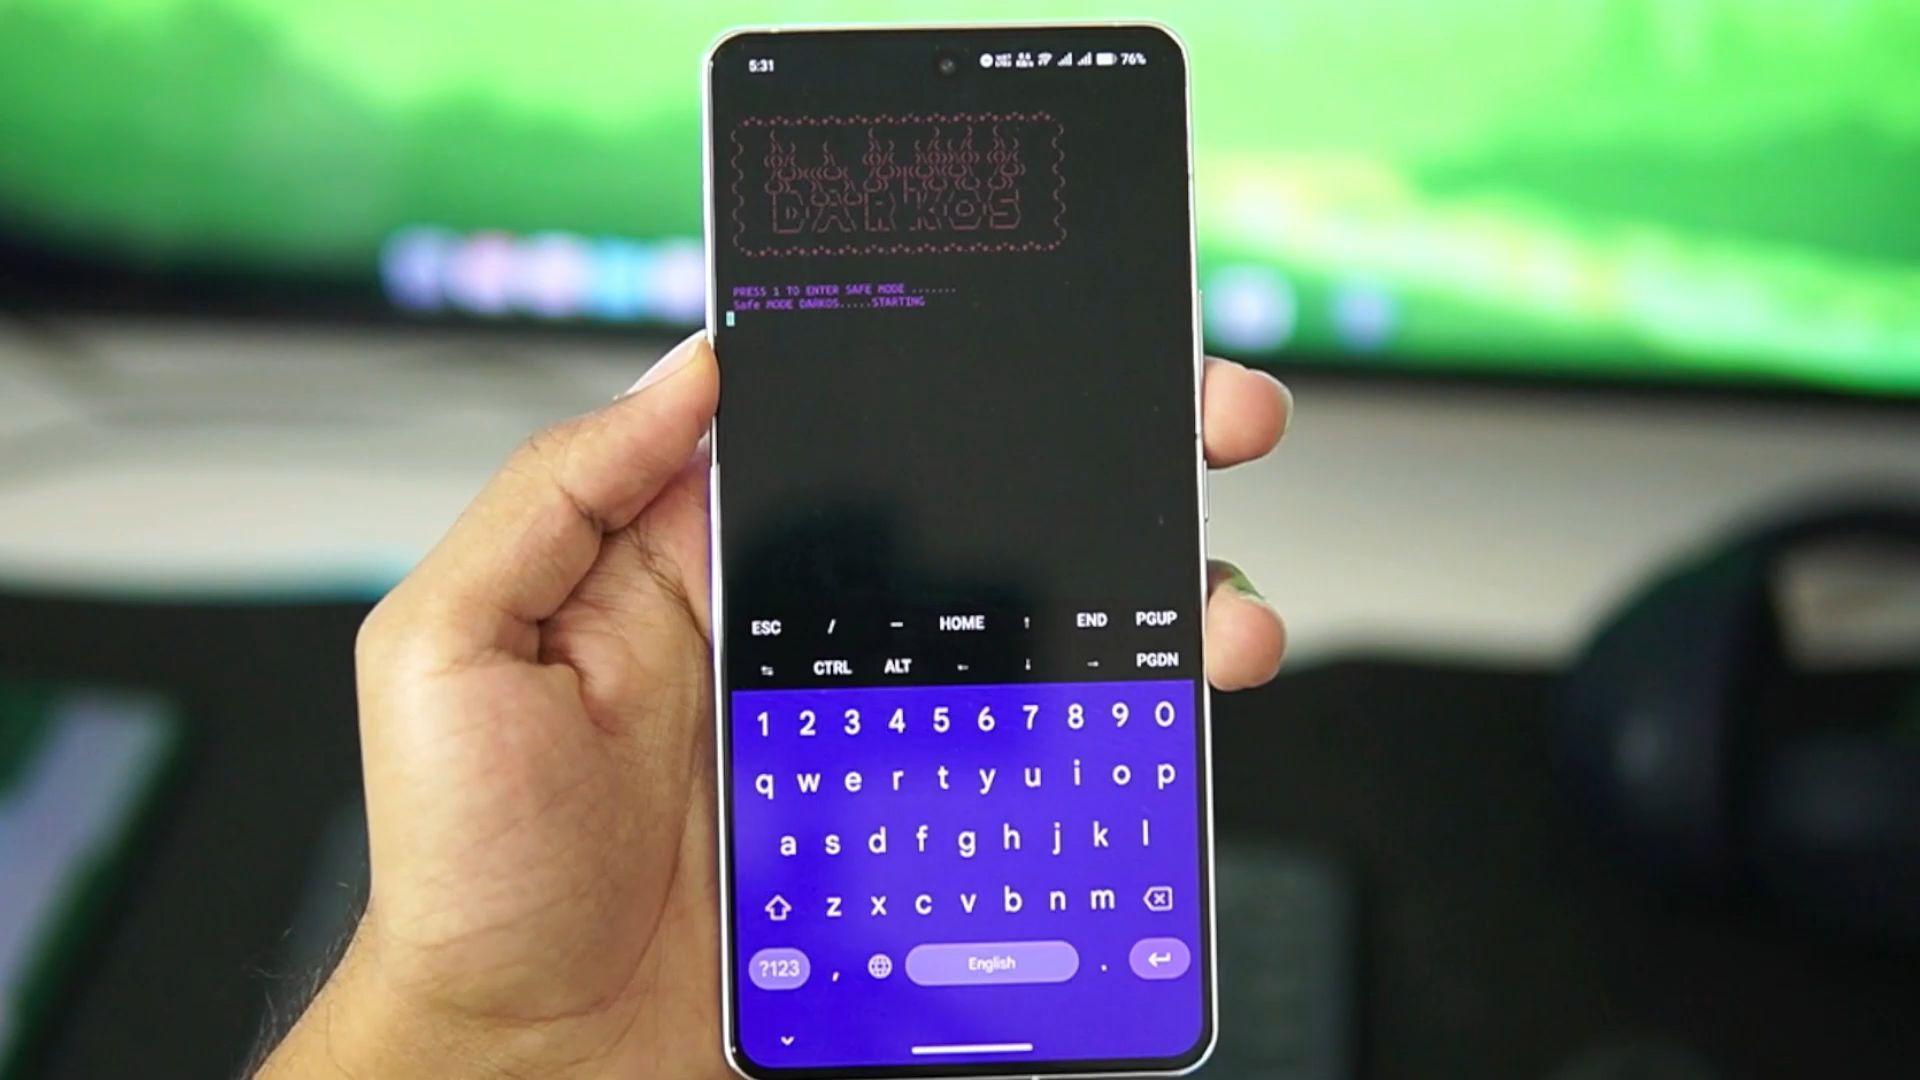 5:31
76%
DARKOS
PRESS 1 TO ENTER SAFE MODE .......
Safe MODE DARKOS.....STARTING
ESC / — HOME ↑ END PGUP
⇆ CTRL ALT ← ↓ → PGDN
1 2 3 4 5 6 7 8 9 0
q w e r t y u i o p
a s d f g h j k l
z x c v b n m
?123 , English .